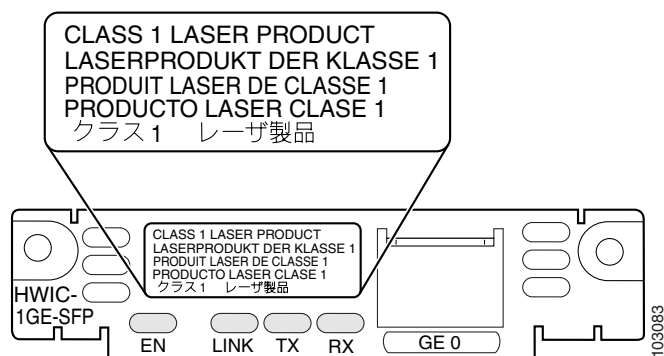 CLASS 1 LASER PRODUCT
LASERPRODUKT DER KLASSE 1
PRODUIT LASER DE CLASSE 1
PRODUCTO LASER CLASE 1
クラス1 レーザ製品
CLASS 1 LASER PRODUCT
LASERPRODUKT DER KLASSE 1
PRODUIT LASER DE CLASSE 1
PRODUCTO LASER CLASE 1
クラス1 レーザ製品
HWIC-
1GE-SFP
EN LINK TX RX GE 0
103083